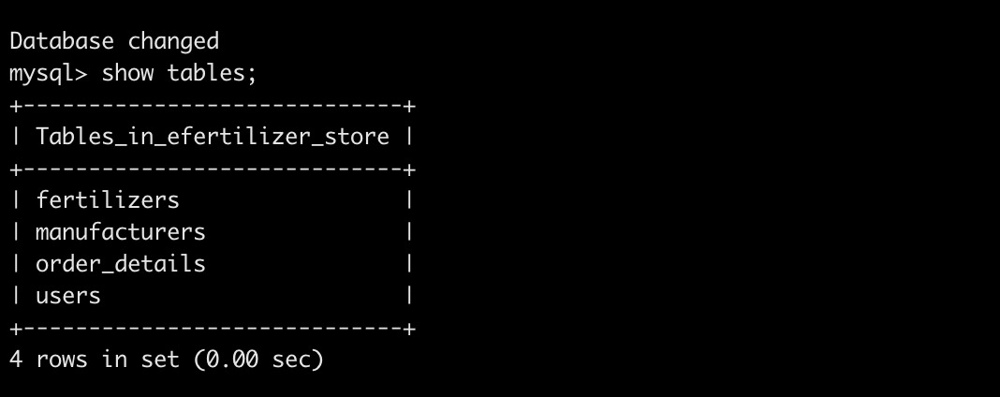 Database changed
mysql> show tables;
+-----------------------------+
| Tables_in_efertilizer_store |
+-----------------------------+
| fertilizers                 |
| manufacturers               |
| order_details               |
| users                       |
+-----------------------------+
4 rows in set (0.00 sec)